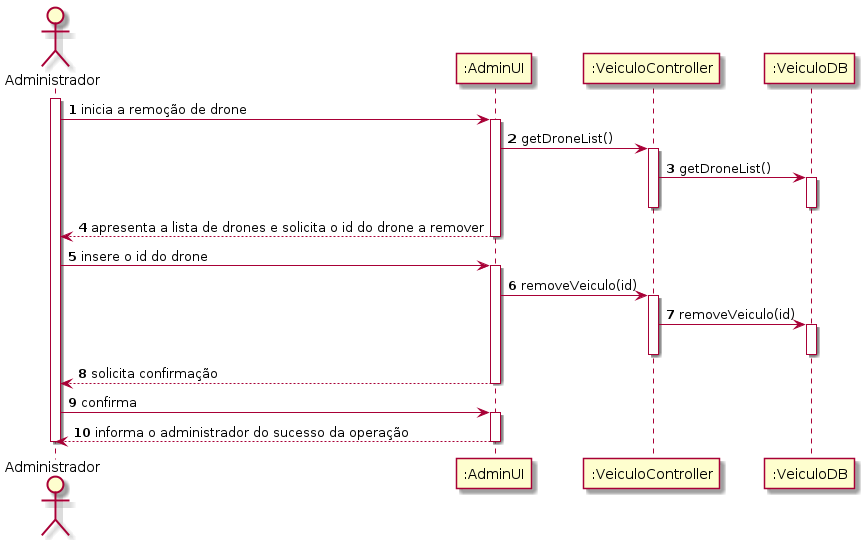 Administrador
:AdminUI
:VeiculoController
:VeiculoDB
1 inicia a remoção de drone
2 getDroneList()
3 getDroneList()
4 apresenta a lista de drones e solicita o id do drone a remover
5 insere o id do drone
6 removeVeiculo(id)
7 removeVeiculo(id)
8 solicita confirmação
9 confirma
10 informa o administrador do sucesso da operação
Administrador
:AdminUI
:VeiculoController
:VeiculoDB